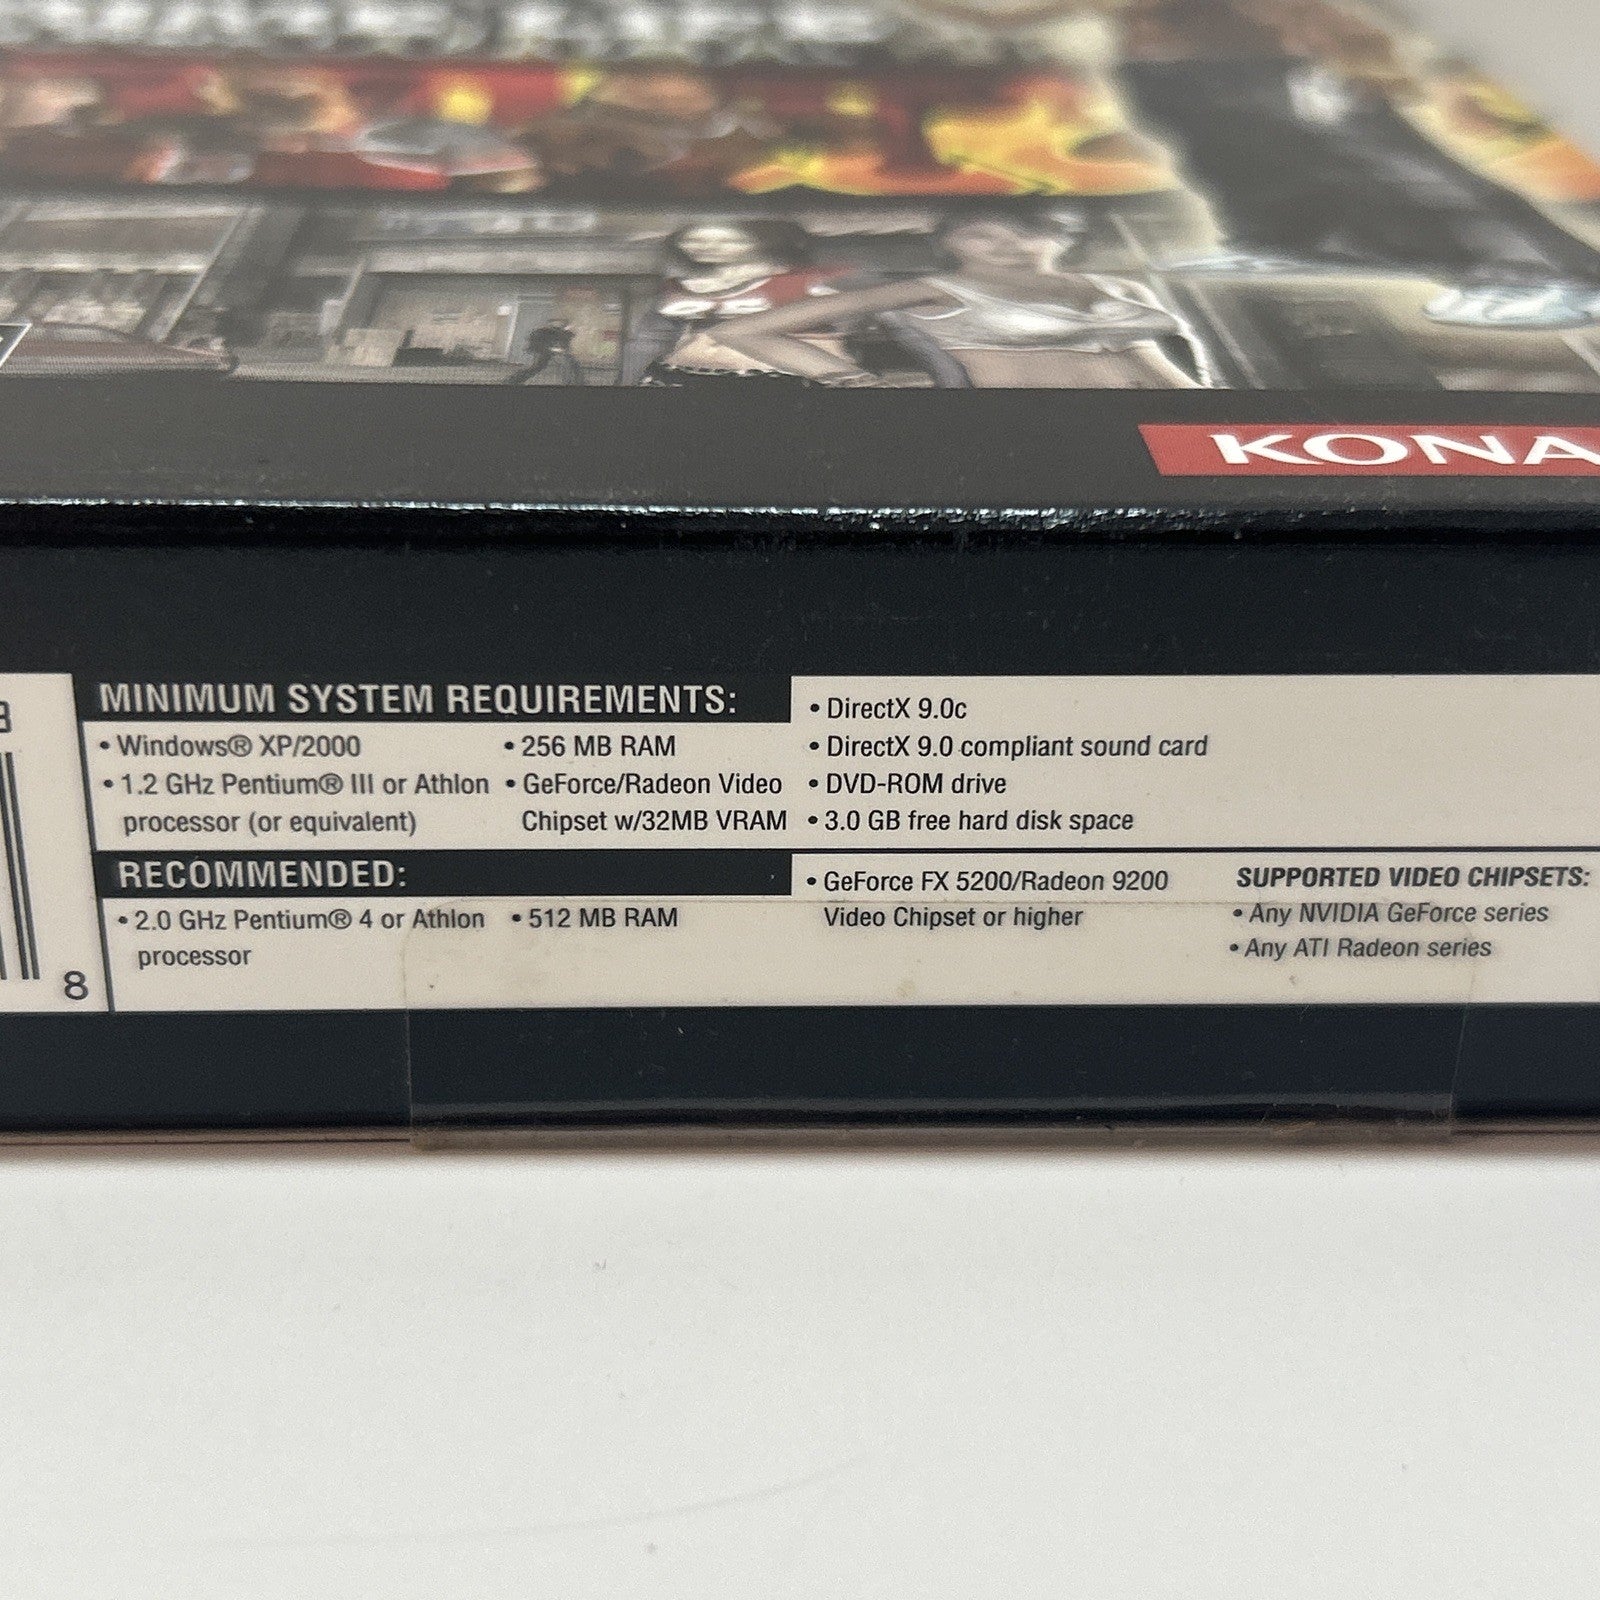 KONA
MINIMUM SYSTEM REQUIREMENTS:
• Windows® XP/2000
• 1.2 GHz Pentium® III or Athlon
processor (or equivalent)
• 256 MB RAM
• GeForce/Radeon Video
Chipset w/32MB VRAM
• DirectX 9.0c
• DirectX 9.0 compliant sound card
• DVD-ROM drive
• 3.0 GB free hard disk space
RECOMMENDED:
• 2.0 GHz Pentium® 4 or Athlon
processor
• 512 MB RAM
• GeForce FX 5200/Radeon 9200
Video Chipset or higher
SUPPORTED VIDEO CHIPSETS:
• Any NVIDIA GeForce series
• Any ATI Radeon series
8